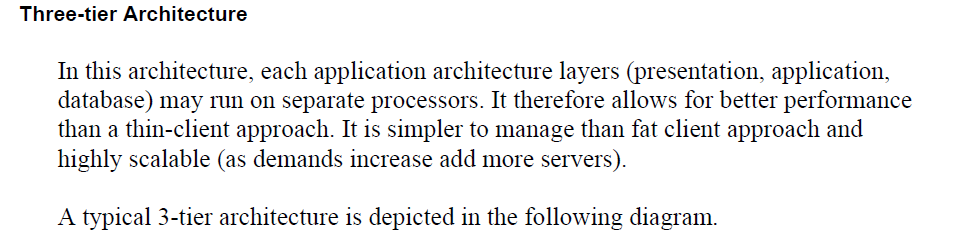 Three-tier Architecture
In this architecture, each application architecture layers (presentation, application,
database) may run on separate processors. It therefore allows for better performance
than a thin-client approach. It is simpler to manage than fat client approach and
highly scalable (as demands increase add more servers).
A typical 3-tier architecture is depicted in the following diagram.